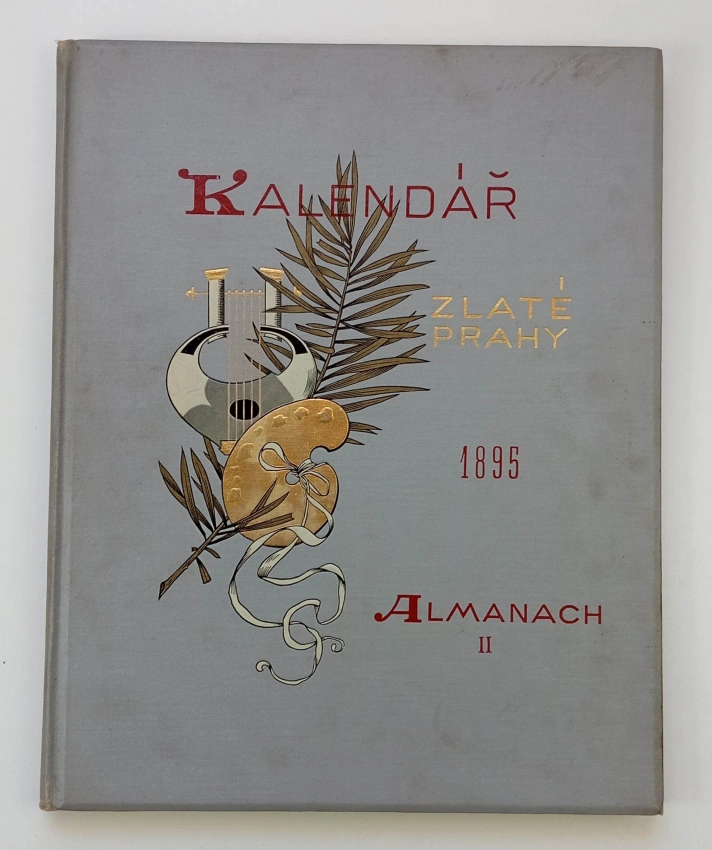 KALENDÁŘ
ZLATÉ
PRAHY
1895
ALMANACH
II